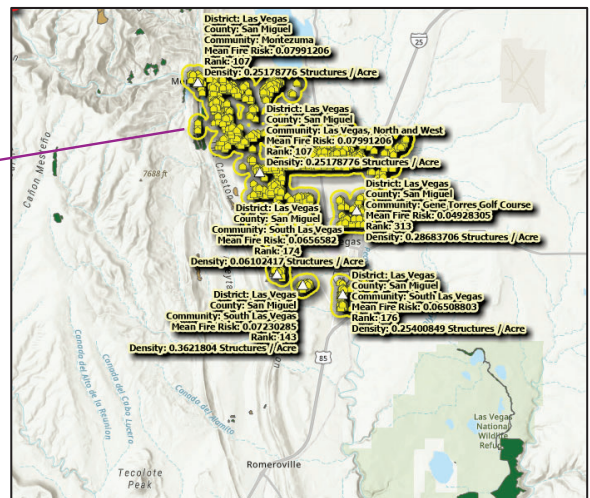 District: Las Vegas
County: San Miguel
Community: Montezuma
Mean Fire Risk: 0.07991206
Rank: 107
Density: 0.25178776 Structures / Acre
25
District: Las Vegas
County: San Miguel
Community: Las Vegas, North and West
Mean Fire Risk: 0.07991206
Rank: 107
Density: 0.25178776 Structures / Acre
Cañon Mesteño
7688 ft
Creston
District: Las Vegas
County: San Miguel
Community: Gene Torres Golf Course
Mean Fire Risk: 0.04928305
Rank: 313
Density: 0.28683706 Structures / Acre
District: Las Vegas
County: San Miguel
Community: South Las Vegas
Mean Fire Risk: 0.0656582
Rank: 174
Density: 0.06102417 Structures / Acre
District: Las Vegas
County: San Miguel
Community: South Las Vegas
Mean Fire Risk: 0.06508803
Rank: 176
Density: 0.25400849 Structures / Acre
District: Las Vegas
County: San Miguel
Community: South Las Vegas
Mean Fire Risk: 0.07230285
Rank: 143
Density: 0.3621804 Structures / Acre
85
Cañada del Alto de la Reunion
Cañada del Cabo Lucero
Cañada del Alamito
Las Vegas
National
Wildlife
Refug
Romeroville
Tecolote
Peak